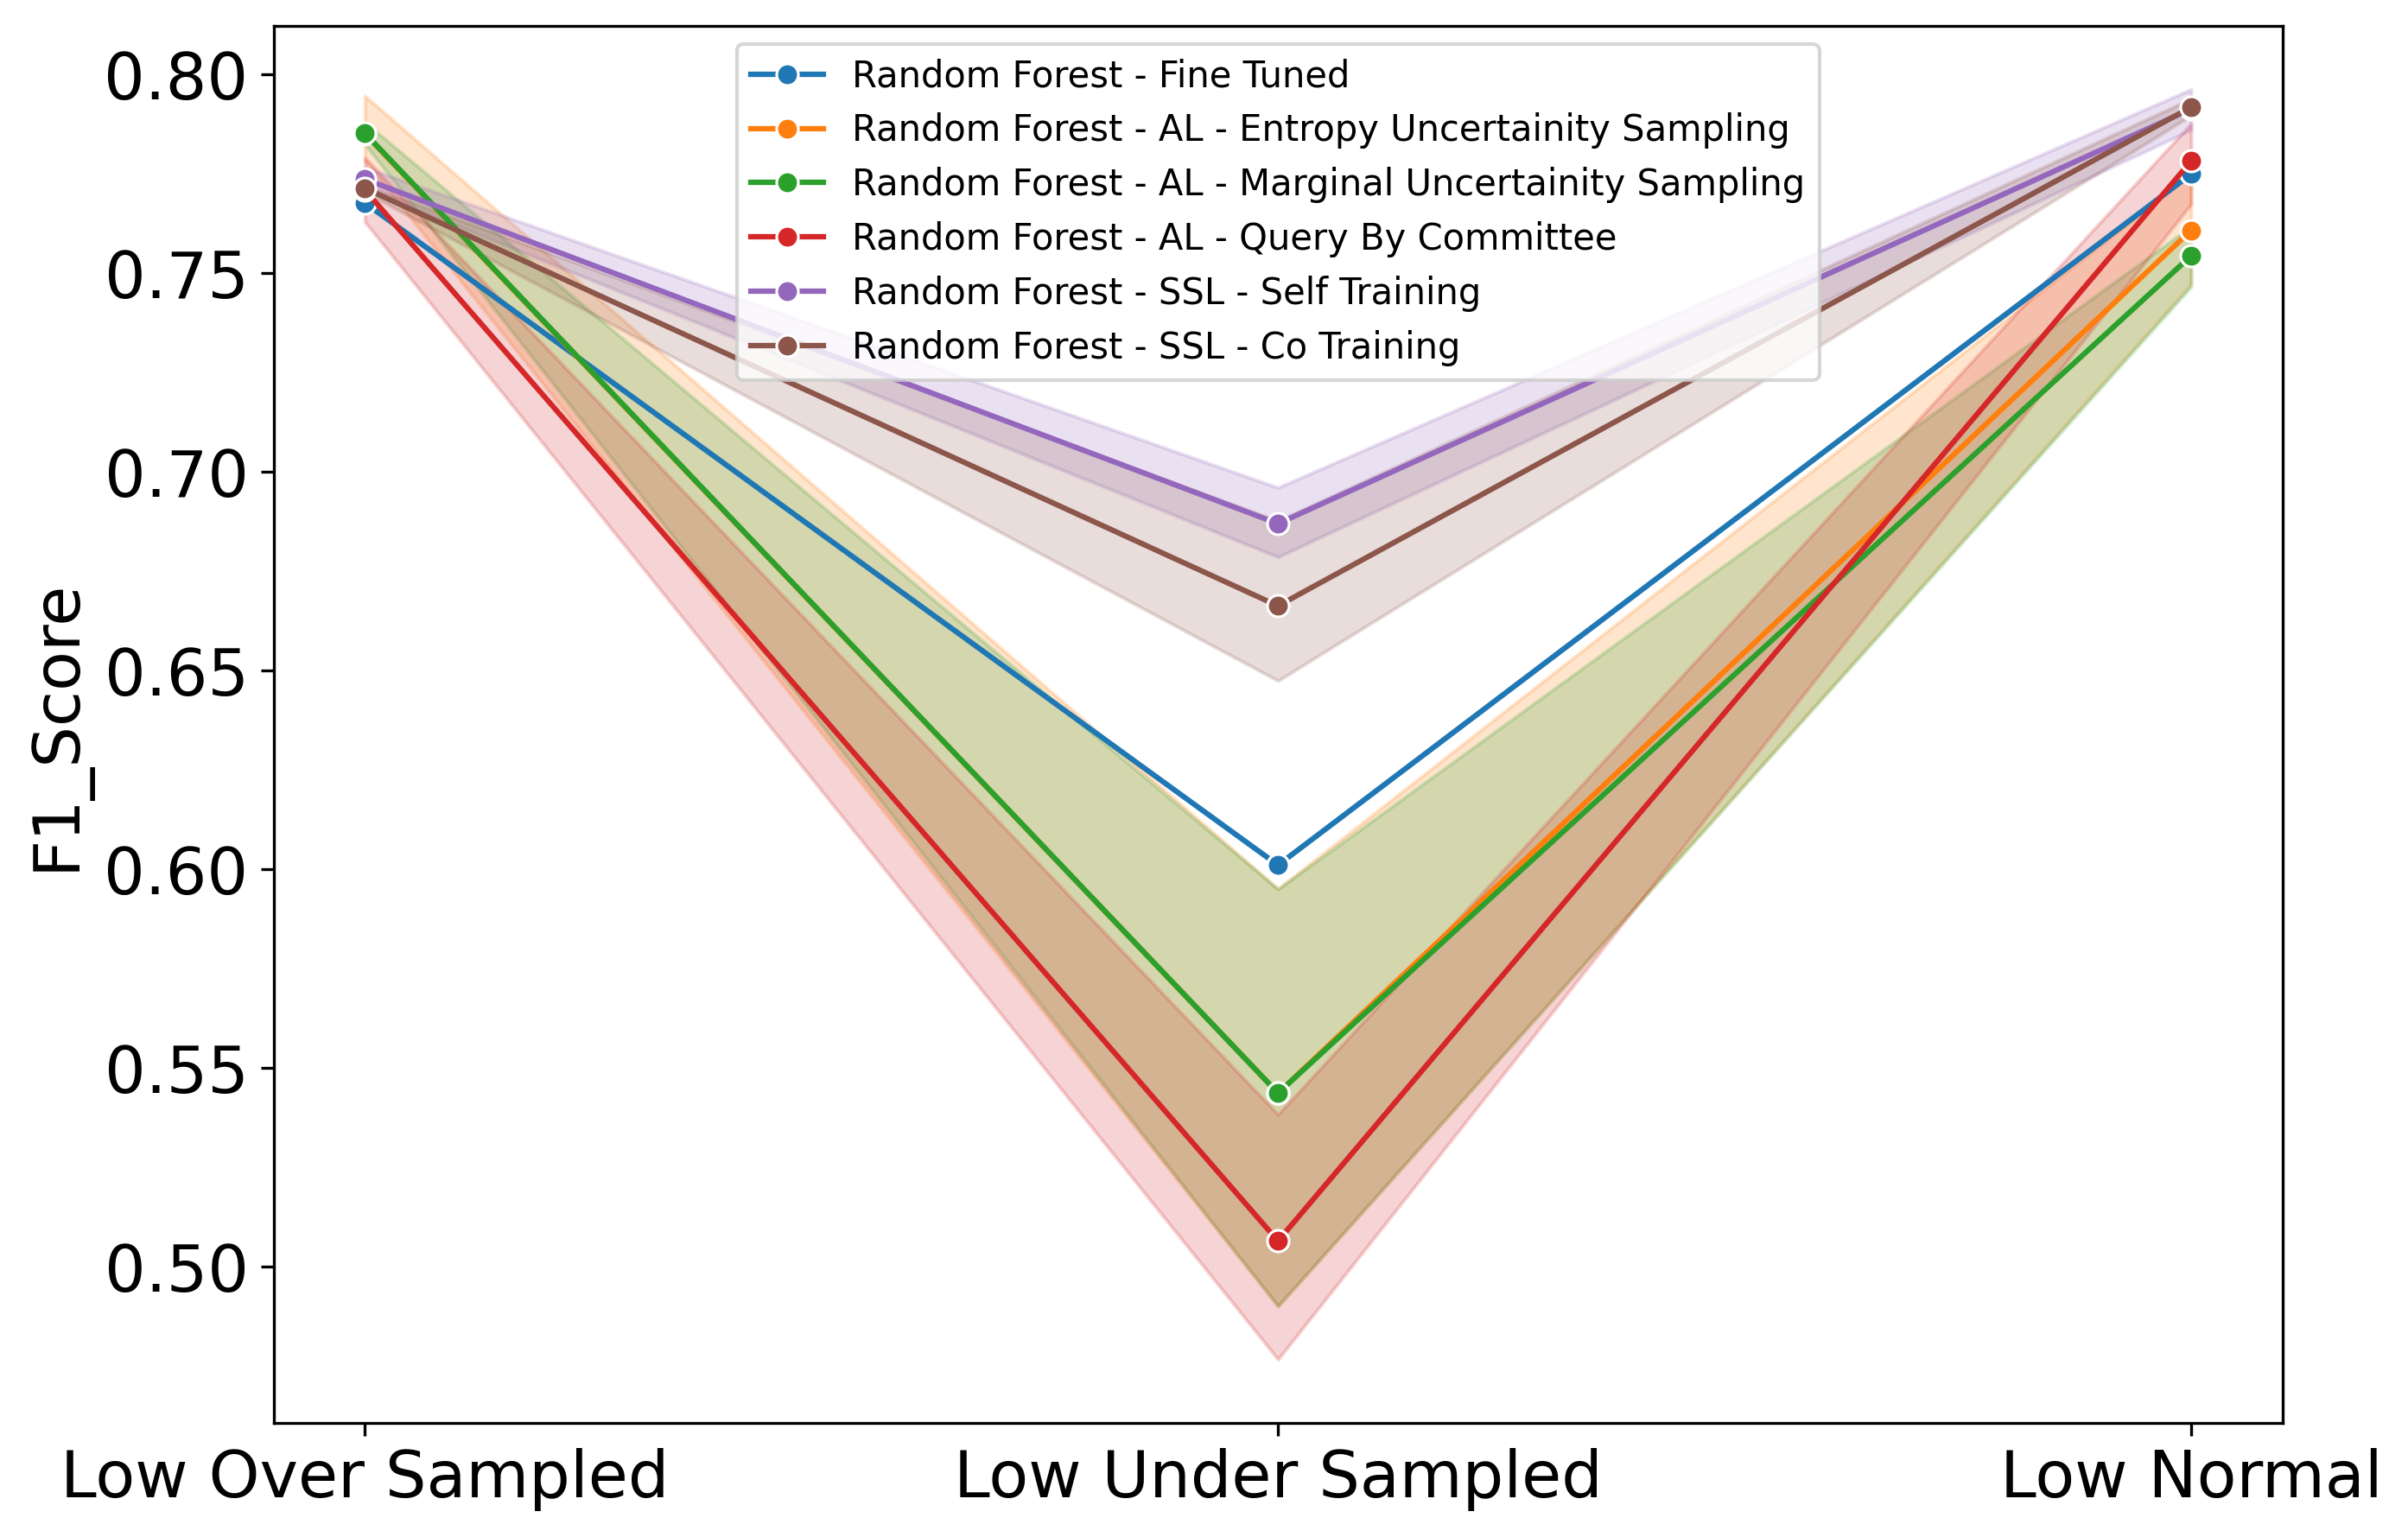 F1_Score
0.80
0.75
0.70
0.65
0.60
0.55
0.50
Random Forest - Fine Tuned
Random Forest - AL - Entropy Uncertainity Sampling
Random Forest - AL - Marginal Uncertainity Sampling
Random Forest - AL - Query By Committee
Random Forest - SSL - Self Training
Random Forest - SSL - Co Training
Low Over Sampled
Low Under Sampled
Low Normal